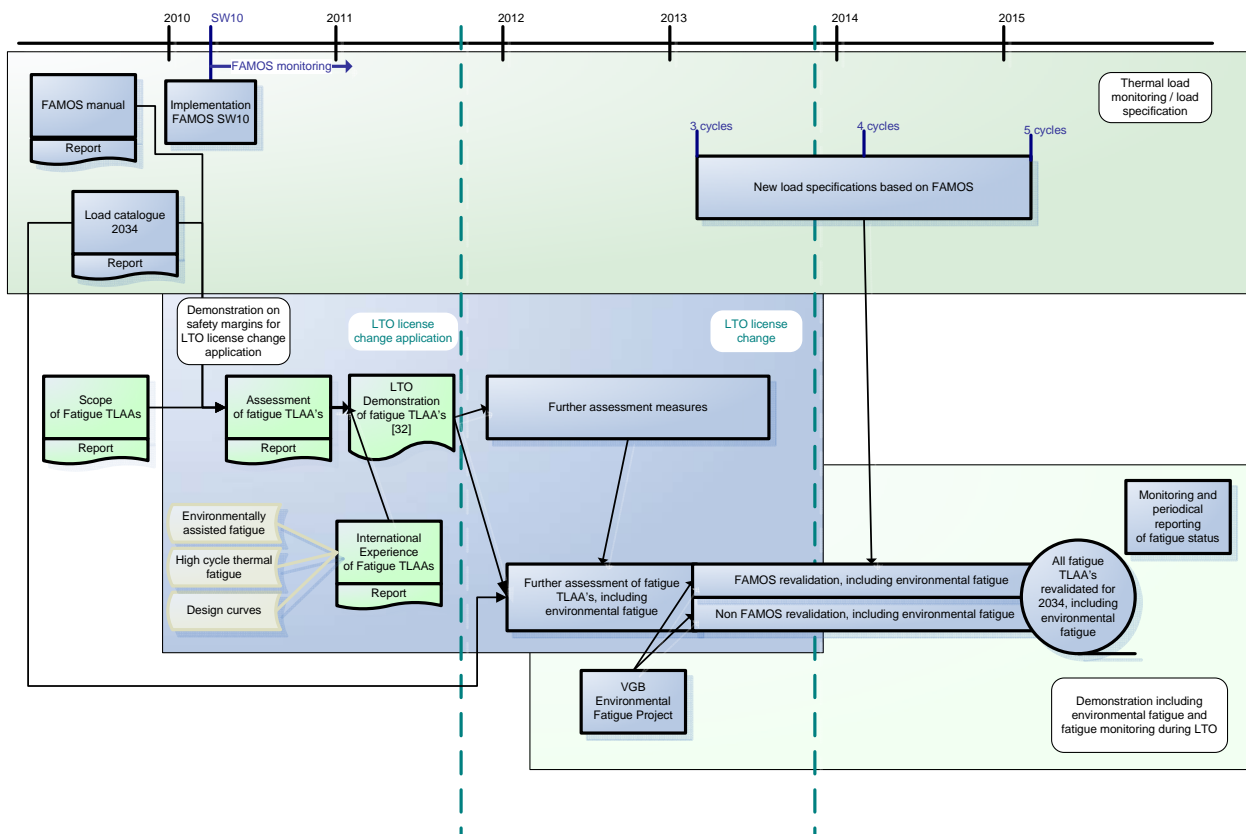 2010
SW10
2011
2012
2013
2014
2015
FAMOS monitoring
FAMOS manual
Report
Implementation
FAMOS SW10
Thermal load
monitoring / load
specification
3 cycles
4 cycles
5 cycles
New load specifications based on FAMOS
Load catalogue
2034
Report
Demonstration on
safety margins for
LTO license change
application
LTO license
change application
LTO license
change
Scope
of Fatigue TLAAs
Report
Assessment
of fatigue TLAA's
Report
LTO
Demonstration
of fatigue TLAA's
[32]
Further assessment measures
Environmentally
assisted fatigue
High cycle thermal
fatigue
Design curves
International
Experience
of Fatigue TLAAs
Report
Further assessment of fatigue
TLAA's, including
environmental fatigue
FAMOS revalidation, including environmental fatigue
Non FAMOS revalidation, including environmental fatigue
Monitoring and
periodical
reporting
of fatigue status
All fatigue
TLAA's
revalidated for
2034, including
environmental
fatigue
VGB
Environmental
Fatigue Project
Demonstration including
environmental fatigue and
fatigue monitoring during LTO